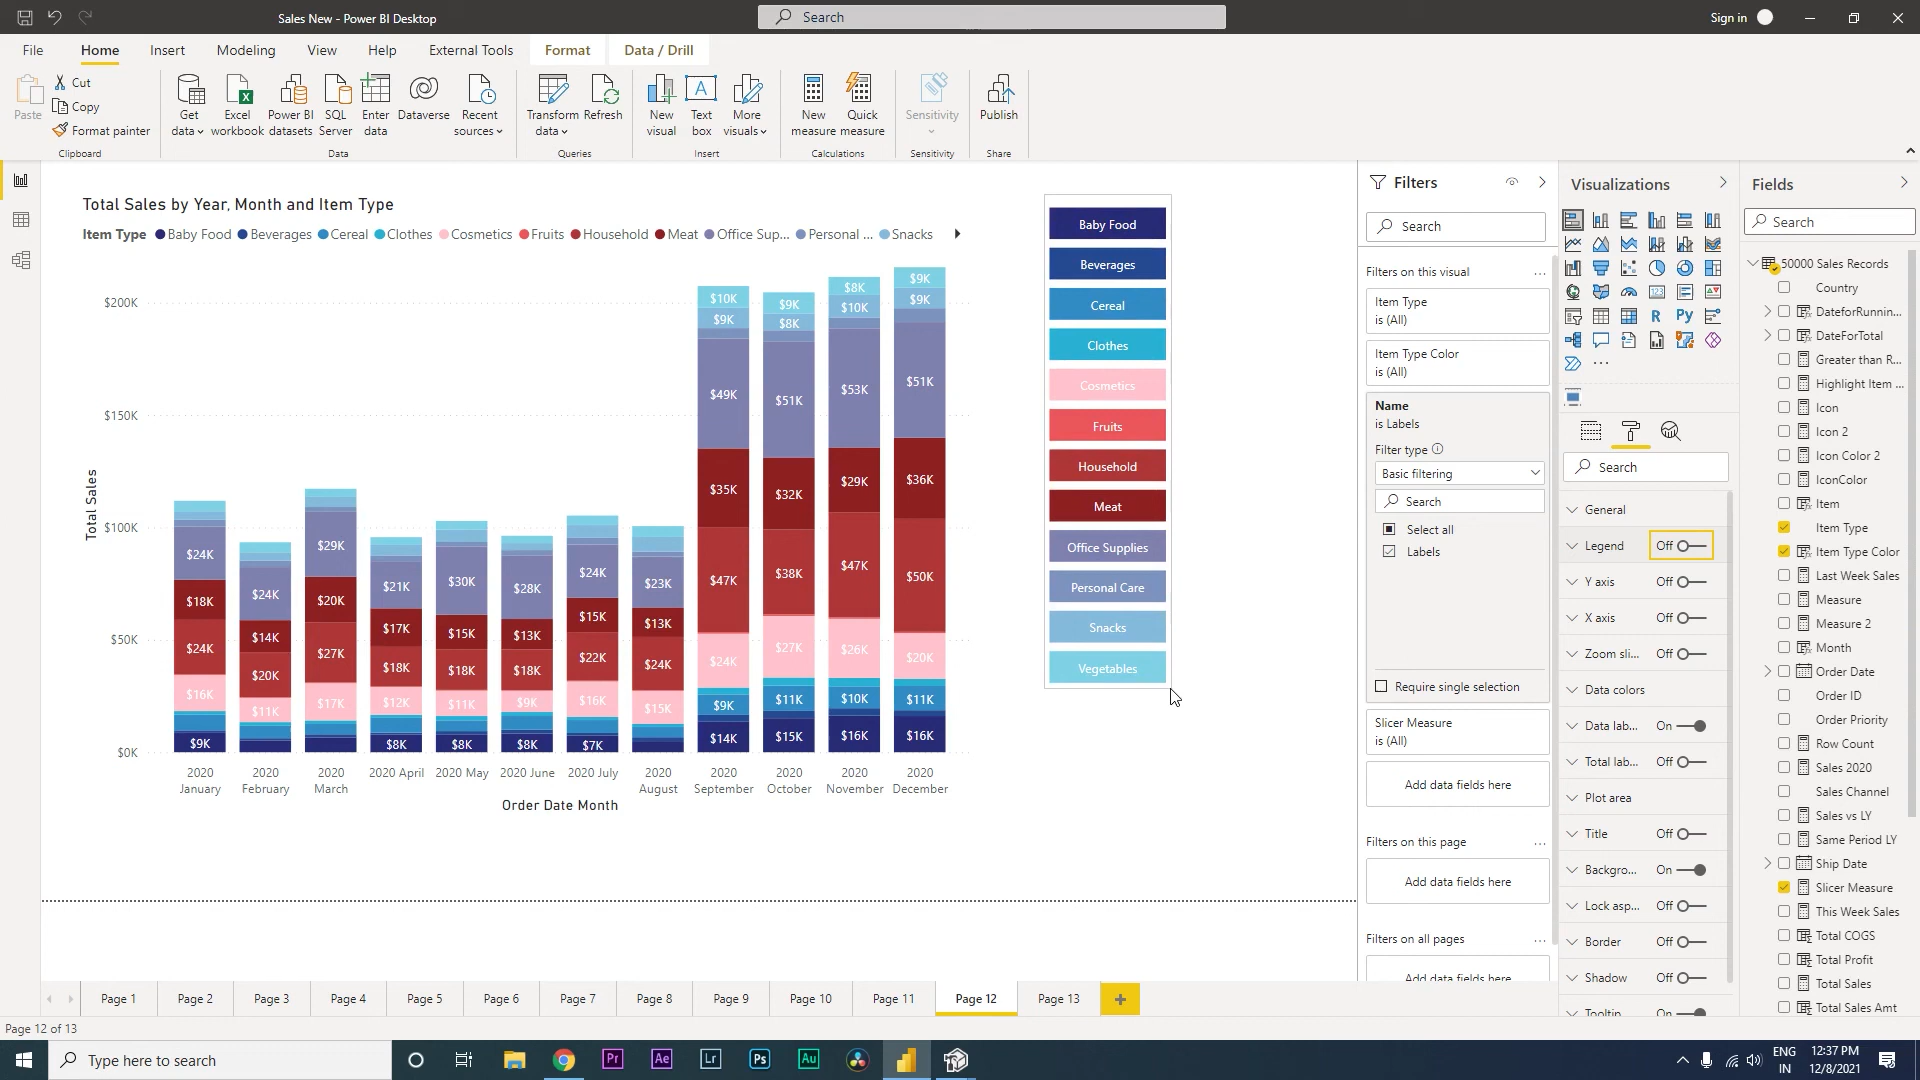 Sales New - Power BI Desktop
Search
Sign in
File
Home
Insert
Modeling
View
Help
External Tools
Format
Data / Drill
Paste
Cut
Copy
Format painter
Clipboard
Get data
Excel workbook
Power BI datasets
SQL Server
Enter data
Dataverse
Recent sources
Data
Transform data
Refresh
Queries
New visual
Text box
More visuals
Insert
New measure
Quick measure
Calculations
Sensitivity
Sensitivity
Publish
Share
Total Sales by Year, Month and Item Type
Item Type Baby Food Beverages Cereal Clothes Cosmetics Fruits Household Meat Office Sup... Personal ... Snacks
Total Sales
$200K
$150K
$100K
$50K
$0K
$24K
$18K
$24K
$16K
$9K
$24K
$14K
$20K
$11K
$29K
$20K
$27K
$17K
$21K
$17K
$18K
$12K
$8K
$30K
$15K
$18K
$11K
$8K
$28K
$13K
$18K
$9K
$8K
$24K
$15K
$22K
$16K
$7K
$23K
$13K
$24K
$15K
$10K
$9K
$49K
$35K
$47K
$24K
$9K
$14K
$9K
$8K
$51K
$32K
$38K
$27K
$11K
$15K
$8K
$10K
$53K
$29K
$47K
$26K
$10K
$16K
$9K
$9K
$51K
$36K
$50K
$20K
$11K
$16K
2020 January
2020 February
2020 March
2020 April
2020 May
2020 June
2020 July
2020 August
2020 September
2020 October
2020 November
2020 December
Order Date Month
Baby Food
Beverages
Cereal
Clothes
Cosmetics
Fruits
Household
Meat
Office Supplies
Personal Care
Snacks
Vegetables
Filters
Search
Filters on this visual ...
Item Type
is (All)
Item Type Color
is (All)
Name
is Labels
Filter type
Basic filtering
Search
Select all
Labels
Require single selection
Slicer Measure
is (All)
Add data fields here
Filters on this page ...
Add data fields here
Filters on all pages ...
Add data fields here
Visualizations
R
Py
123
...
Search
General
Legend Off
Y axis Off
X axis Off
Zoom sli... Off
Data colors
Data lab... On
Total lab... Off
Plot area
Title Off
Backgro... On
Lock asp... Off
Border Off
Shadow Off
Tooltip On
Fields
Search
50000 Sales Records
Country
DateforRunnin...
DateForTotal
Greater than R...
Highlight Item ...
Icon
Icon 2
Icon Color 2
IconColor
Item
Item Type
Item Type Color
Last Week Sales
Measure
Measure 2
Month
Order Date
Order ID
Order Priority
Row Count
Sales 2020
Sales Channel
Sales vs LY
Same Period LY
Ship Date
Slicer Measure
This Week Sales
Total COGS
Total Profit
Total Sales
Total Sales Amt
Page 1
Page 2
Page 3
Page 4
Page 5
Page 6
Page 7
Page 8
Page 9
Page 10
Page 11
Page 12
Page 13
+
Page 12 of 13
Type here to search
Pr
Ae
Lr
Ps
Au
ENG
IN
12:37 PM
12/8/2021